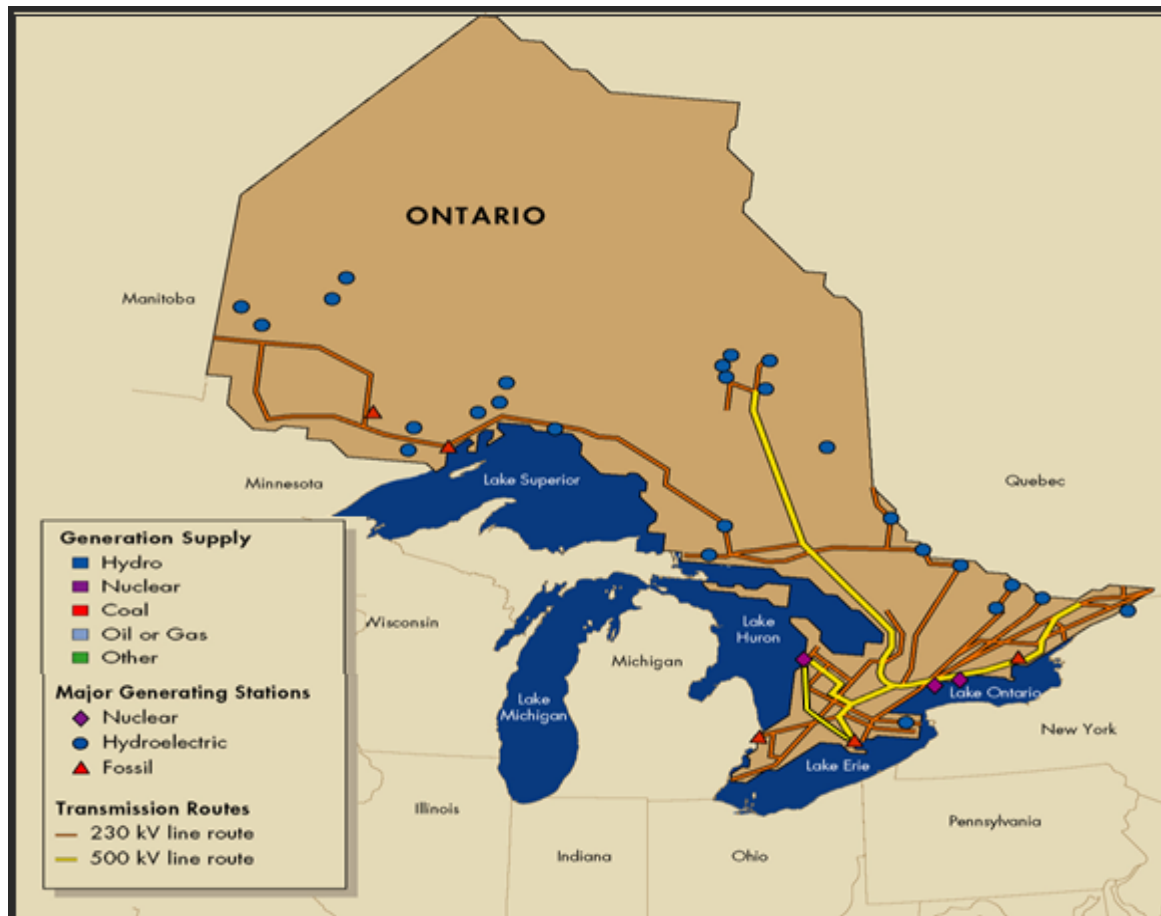 ONTARIO
Manitoba
Minnesota
Lake Superior
Quebec
Wisconsin
Lake
Huron
Michigan
Lake
Michigan
Lake Ontario
New York
Lake Erie
Illinois
Pennsylvania
Indiana
Ohio
Generation Supply
Hydro
Nuclear
Coal
Oil or Gas
Other
Major Generating Stations
Nuclear
Hydroelectric
Fossil
Transmission Routes
230 kV line route
500 kV line route